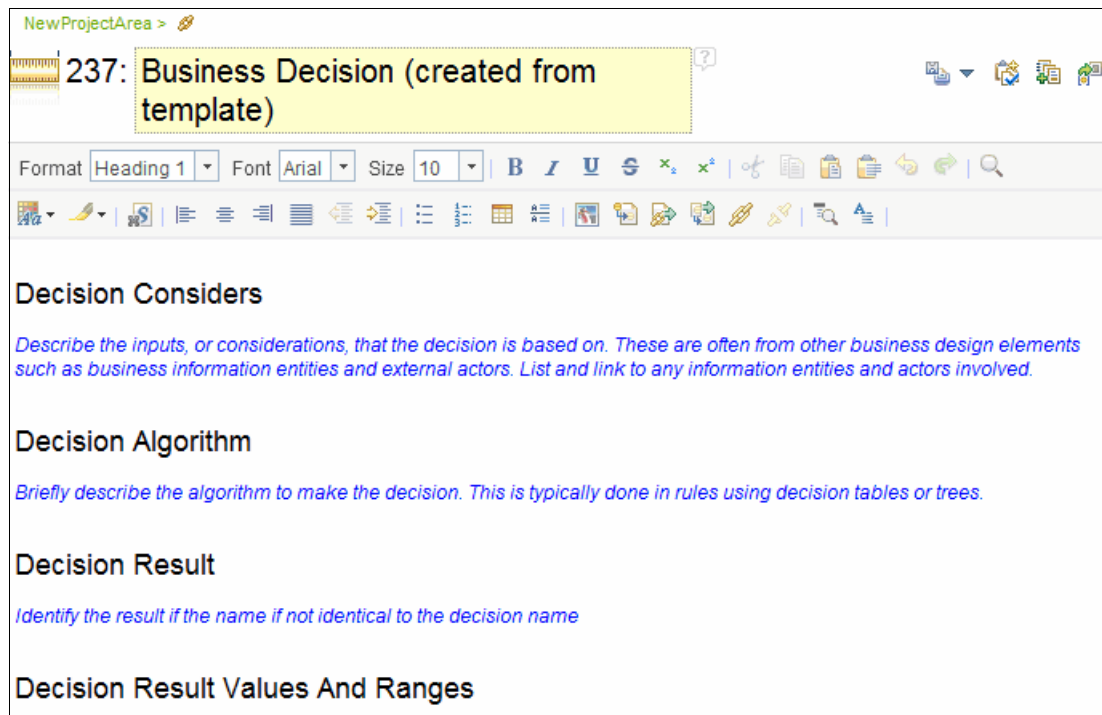 NewProjectArea >
237: Business Decision (created from
template)
Format Heading 1 Font Arial Size 10 B I U S x₂ x²
Decision Considers
Describe the inputs, or considerations, that the decision is based on. These are often from other business design elements
such as business information entities and external actors. List and link to any information entities and actors involved.
Decision Algorithm
Briefly describe the algorithm to make the decision. This is typically done in rules using decision tables or trees.
Decision Result
Identify the result if the name if not identical to the decision name
Decision Result Values And Ranges